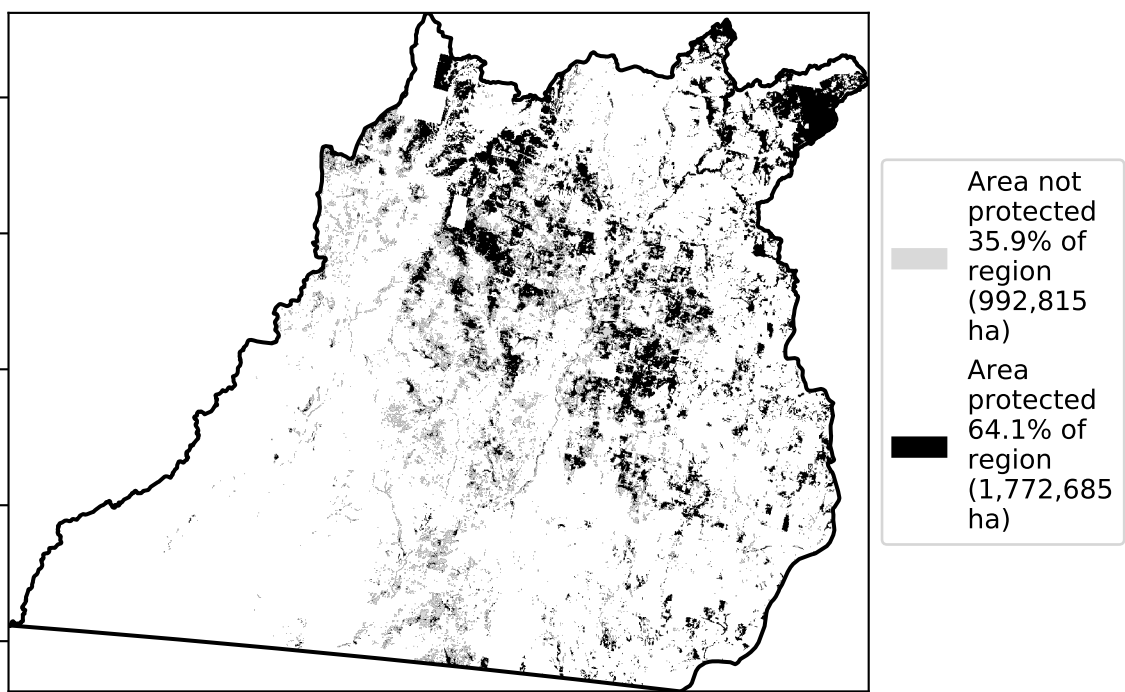 Area not
protected
35.9% of
region
(992,815
ha)
Area
protected
64.1% of
region
(1,772,685
ha)